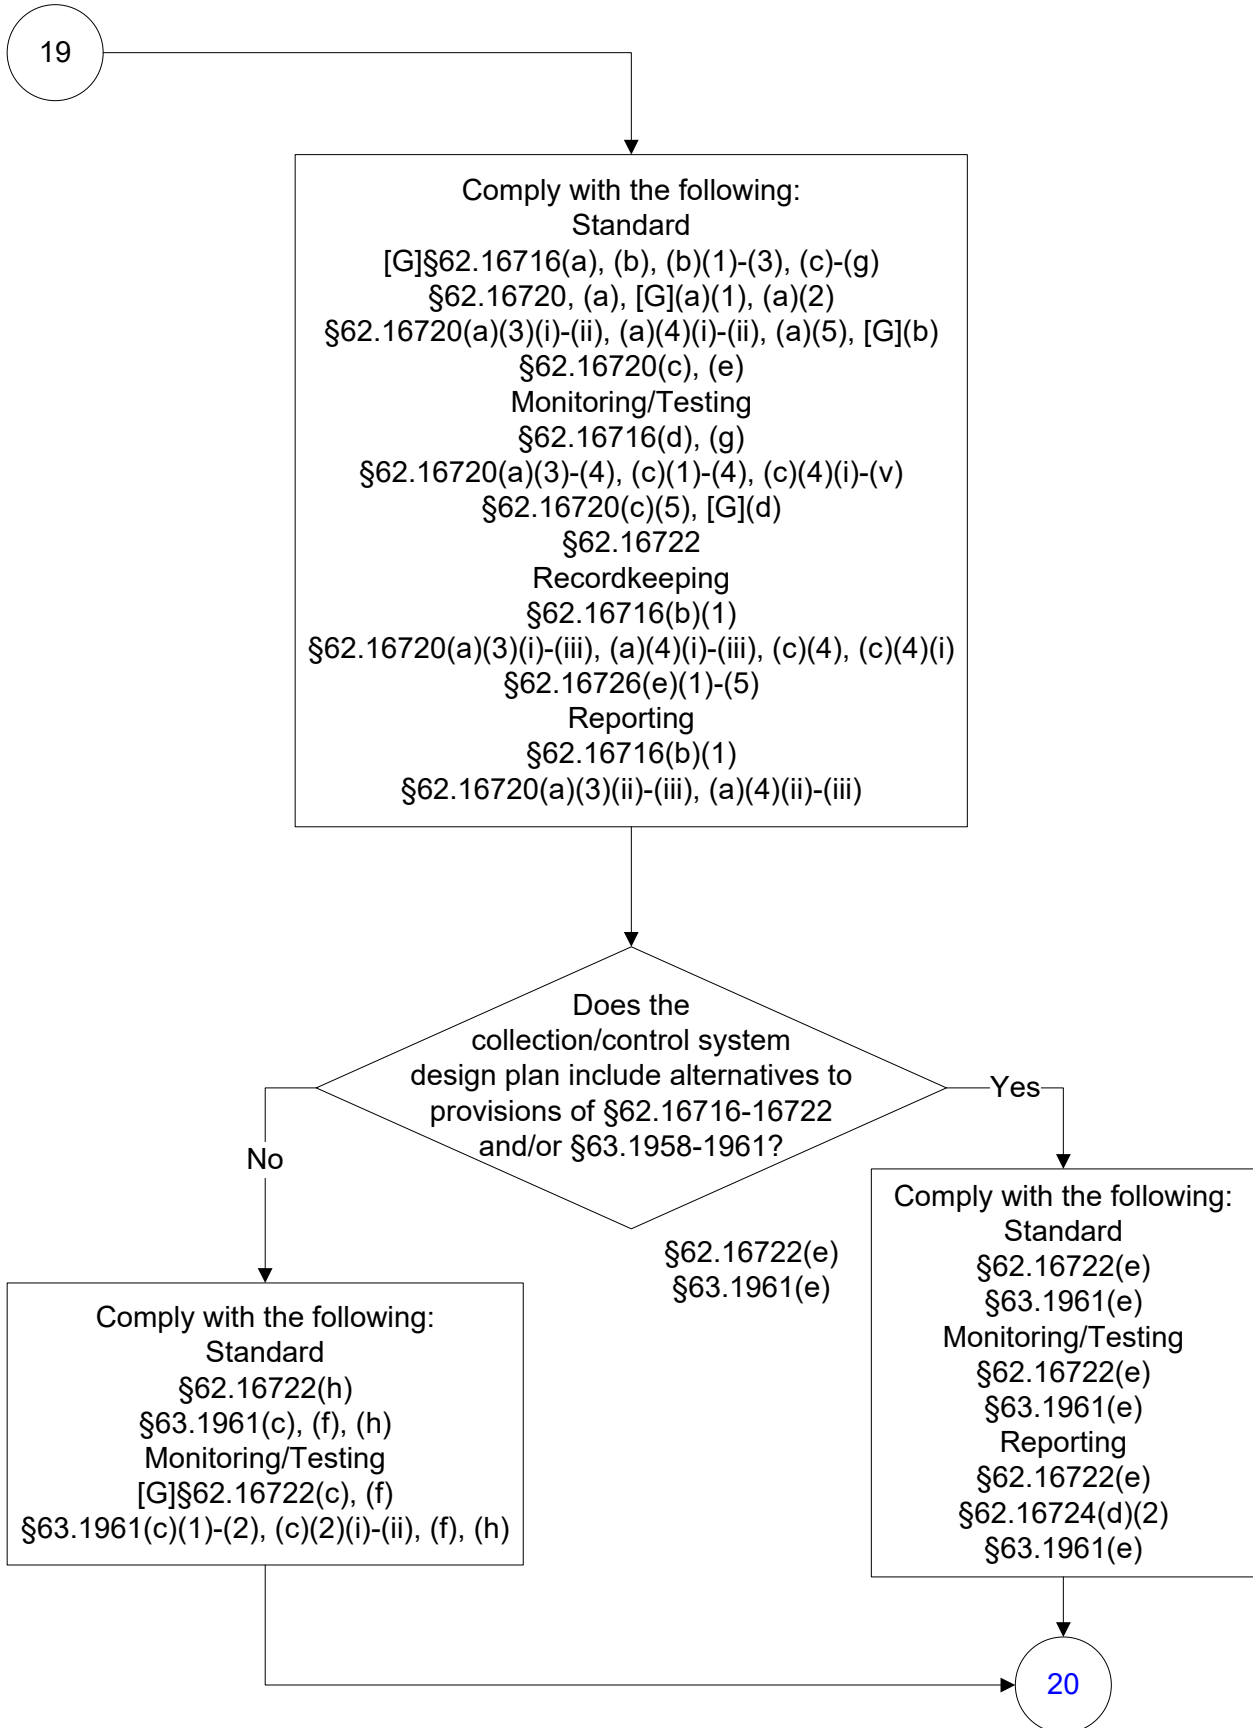 19
Comply with the following:
Standard
[G]§62.16716(a), (b), (b)(1)-(3), (c)-(g)
§62.16720, (a), [G](a)(1), (a)(2)
§62.16720(a)(3)(i)-(ii), (a)(4)(i)-(ii), (a)(5), [G](b)
§62.16720(c), (e)
Monitoring/Testing
§62.16716(d), (g)
§62.16720(a)(3)-(4), (c)(1)-(4), (c)(4)(i)-(v)
§62.16720(c)(5), [G](d)
§62.16722
Recordkeeping
§62.16716(b)(1)
§62.16720(a)(3)(i)-(iii), (a)(4)(i)-(iii), (c)(4), (c)(4)(i)
§62.16726(e)(1)-(5)
Reporting
§62.16716(b)(1)
§62.16720(a)(3)(ii)-(iii), (a)(4)(ii)-(iii)
Does the
collection/control system
design plan include alternatives to
provisions of §62.16716-16722
and/or §63.1958-1961?
§62.16722(e)
§63.1961(e)
No
Comply with the following:
Standard
§62.16722(h)
§63.1961(c), (f), (h)
Monitoring/Testing
[G]§62.16722(c), (f)
§63.1961(c)(1)-(2), (c)(2)(i)-(ii), (f), (h)
Yes
Comply with the following:
Standard
§62.16722(e)
§63.1961(e)
Monitoring/Testing
§62.16722(e)
§63.1961(e)
Reporting
§62.16722(e)
§62.16724(d)(2)
§63.1961(e)
20